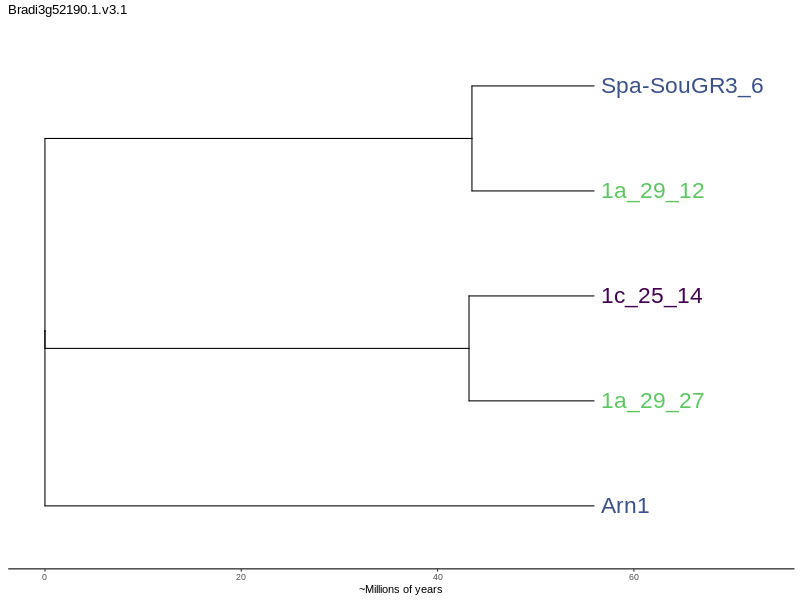 Bradi3g52190.1.v3.1
Spa-SouGR3_6
1a_29_12
1c_25_14
1a_29_27
Arn1
0 20 40 60
~Millions of years